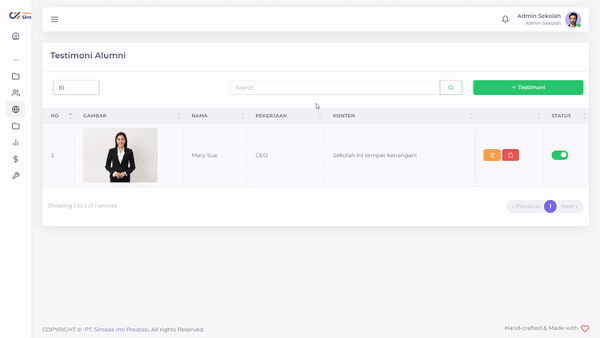 Sint
Admin Sekolah
Admin Sekolah
Testimoni Alumni
10
Search
+ Testimoni
NO GAMBAR NAMA PEKERJAAN KONTEN STATUS
3 Mary Sue CEO Sekolah ini tempat kenangan!
Showing 1 to 1 of 1 entries
‹ Previous 1 Next ›
COPYRIGHT © PT. Sintesa Inti Prestasi, All rights Reserved
Hand-crafted & Made with